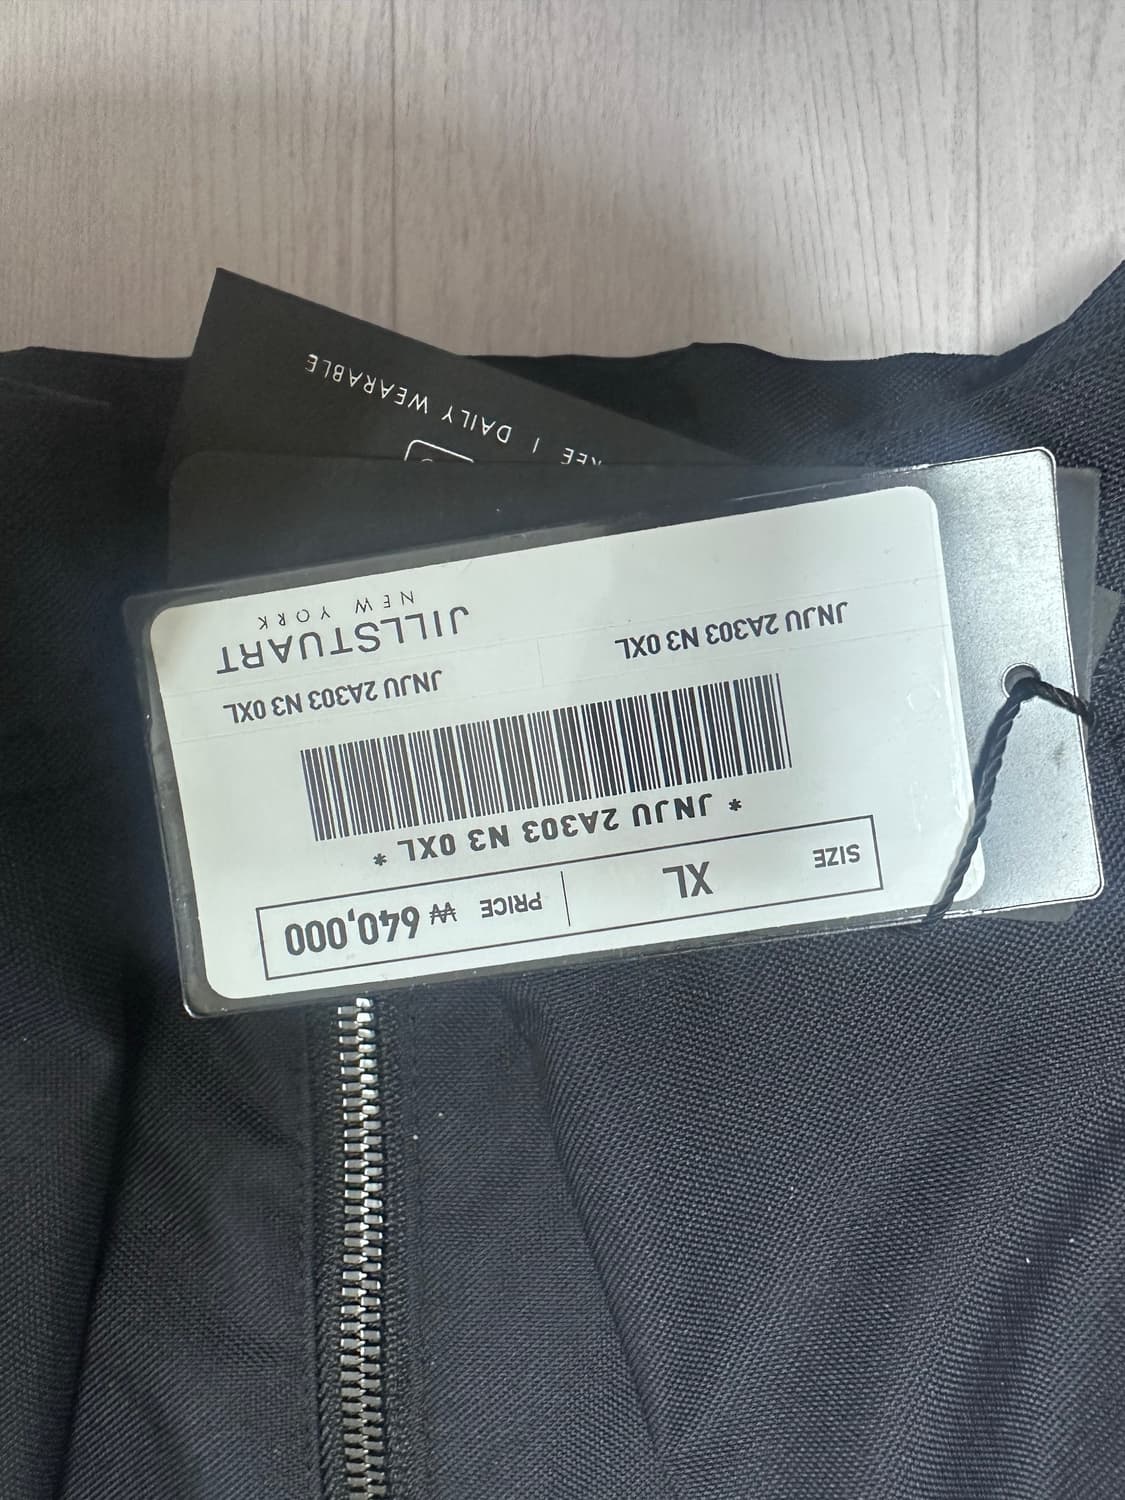 SIZE XL PRICE ₩ 640,000
* JNJU 2A303 N3 0XL *
JNJU 2A303 N3 0XL JNJU 2A303 N3 0XL
JILLSTUART
NEW YORK
DAILY WEARABLE